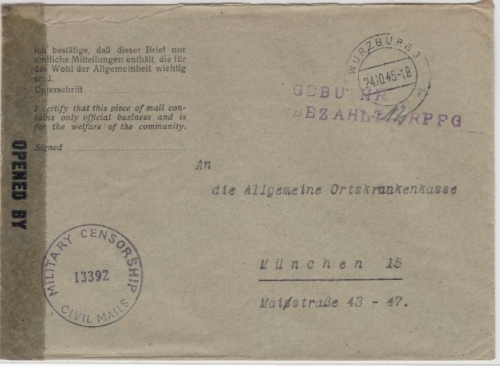 Ich bestätige, daß dieser Brief nur
amtliche Mitteilungen enthält, die für
das Wohl der Allgemeinheit wichtig
sind.
Unterschrift
I certify that this piece of mail con-
tains only official business and is
for the welfare of the community.
Signed
WÜRZBURG
24.10.45.-18
GEBÜHR
BEZAHLT
RPPG
OPENED BY
An
die Allgemeine Ortskrankenkasse
München 15
Maistraße 43 - 47.
MILITARY CENSORSHIP
13392
CIVIL MAILS